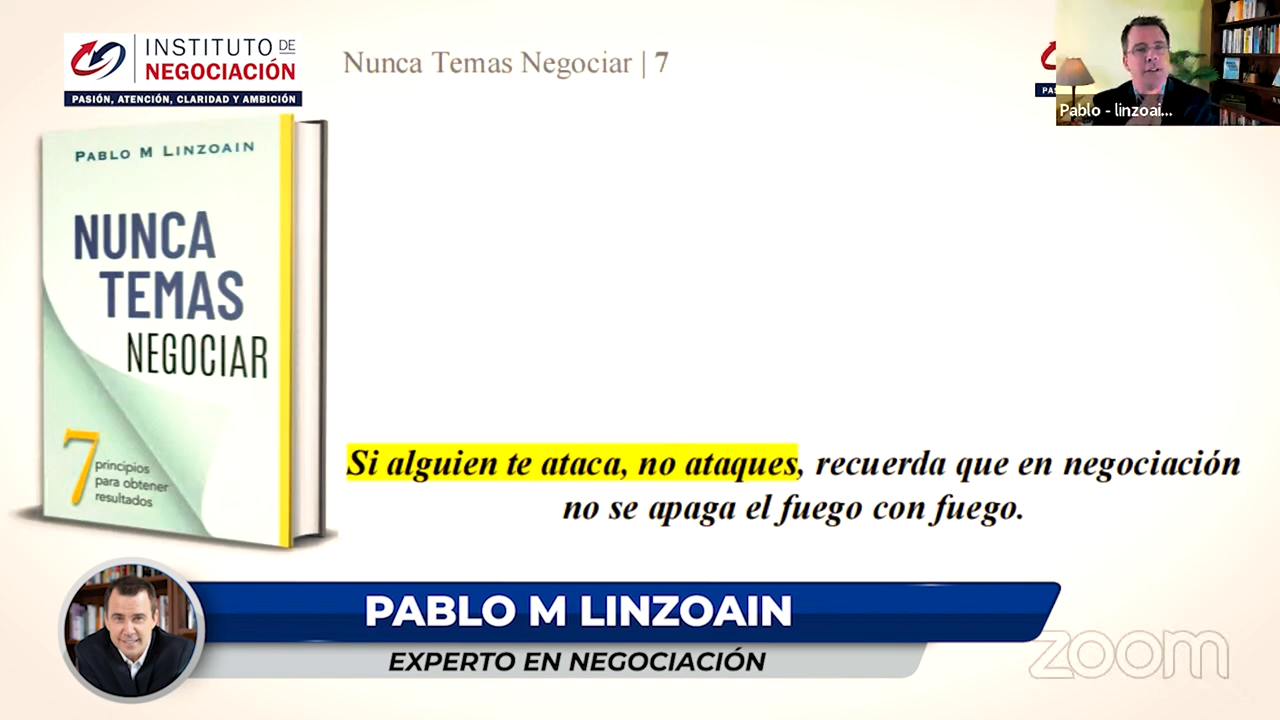 INSTITUTO DE
NEGOCIACIÓN
PASIÓN, ATENCIÓN, CLARIDAD Y AMBICIÓN
Nunca Temas Negociar | 7
Pablo - linzoai...
PABLO M LINZOAIN
NUNCA
TEMAS
NEGOCIAR
7 principios
para obtener
resultados
Si alguien te ataca, no ataques, recuerda que en negociación
no se apaga el fuego con fuego.
PABLO M LINZOAIN
EXPERTO EN NEGOCIACIÓN
zoom